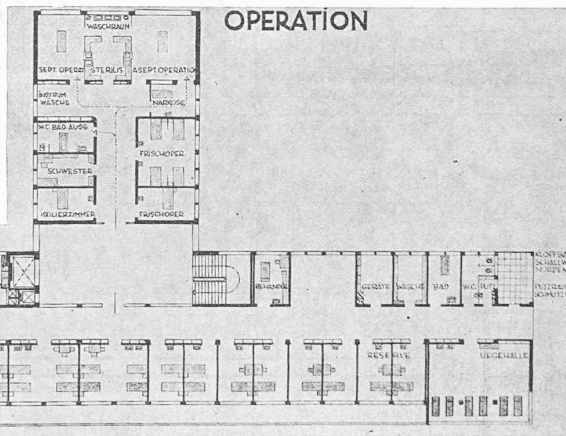 OPERATION
WASCHRAUM
SEPT OPERAT STERILIS ASEPT OPERATION
INSTRUM
WÄSCHE
NARKOSE
W.C. BAD-AUSG
FRISCHOPER.
SCHWESTER
ISOLIERZIMMER
FRISCHOPER
BEHANDLG
GERÄTE
WÄSCHE
BAD
W.C.
PUTZ
RESERVE
LIEGEHALLE